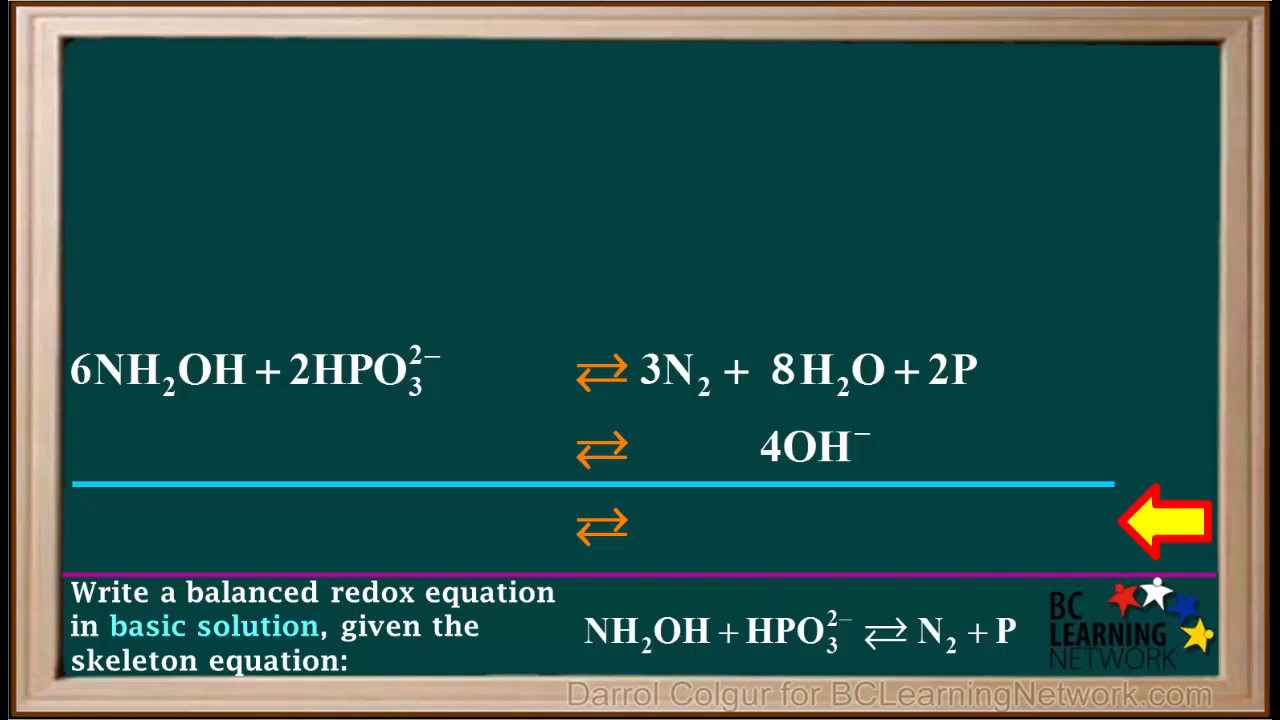 6NH₂OH + 2HPO₃²⁻ ⇄ 3N₂ + 8H₂O + 2P
⇄ 4OH⁻
⇄
Write a balanced redox equation
in basic solution, given the
skeleton equation:
NH₂OH + HPO₃²⁻ ⇄ N₂ + P
BC
LEARNING
NETWORK
Darrol Colgur for BCLearningNetwork.com